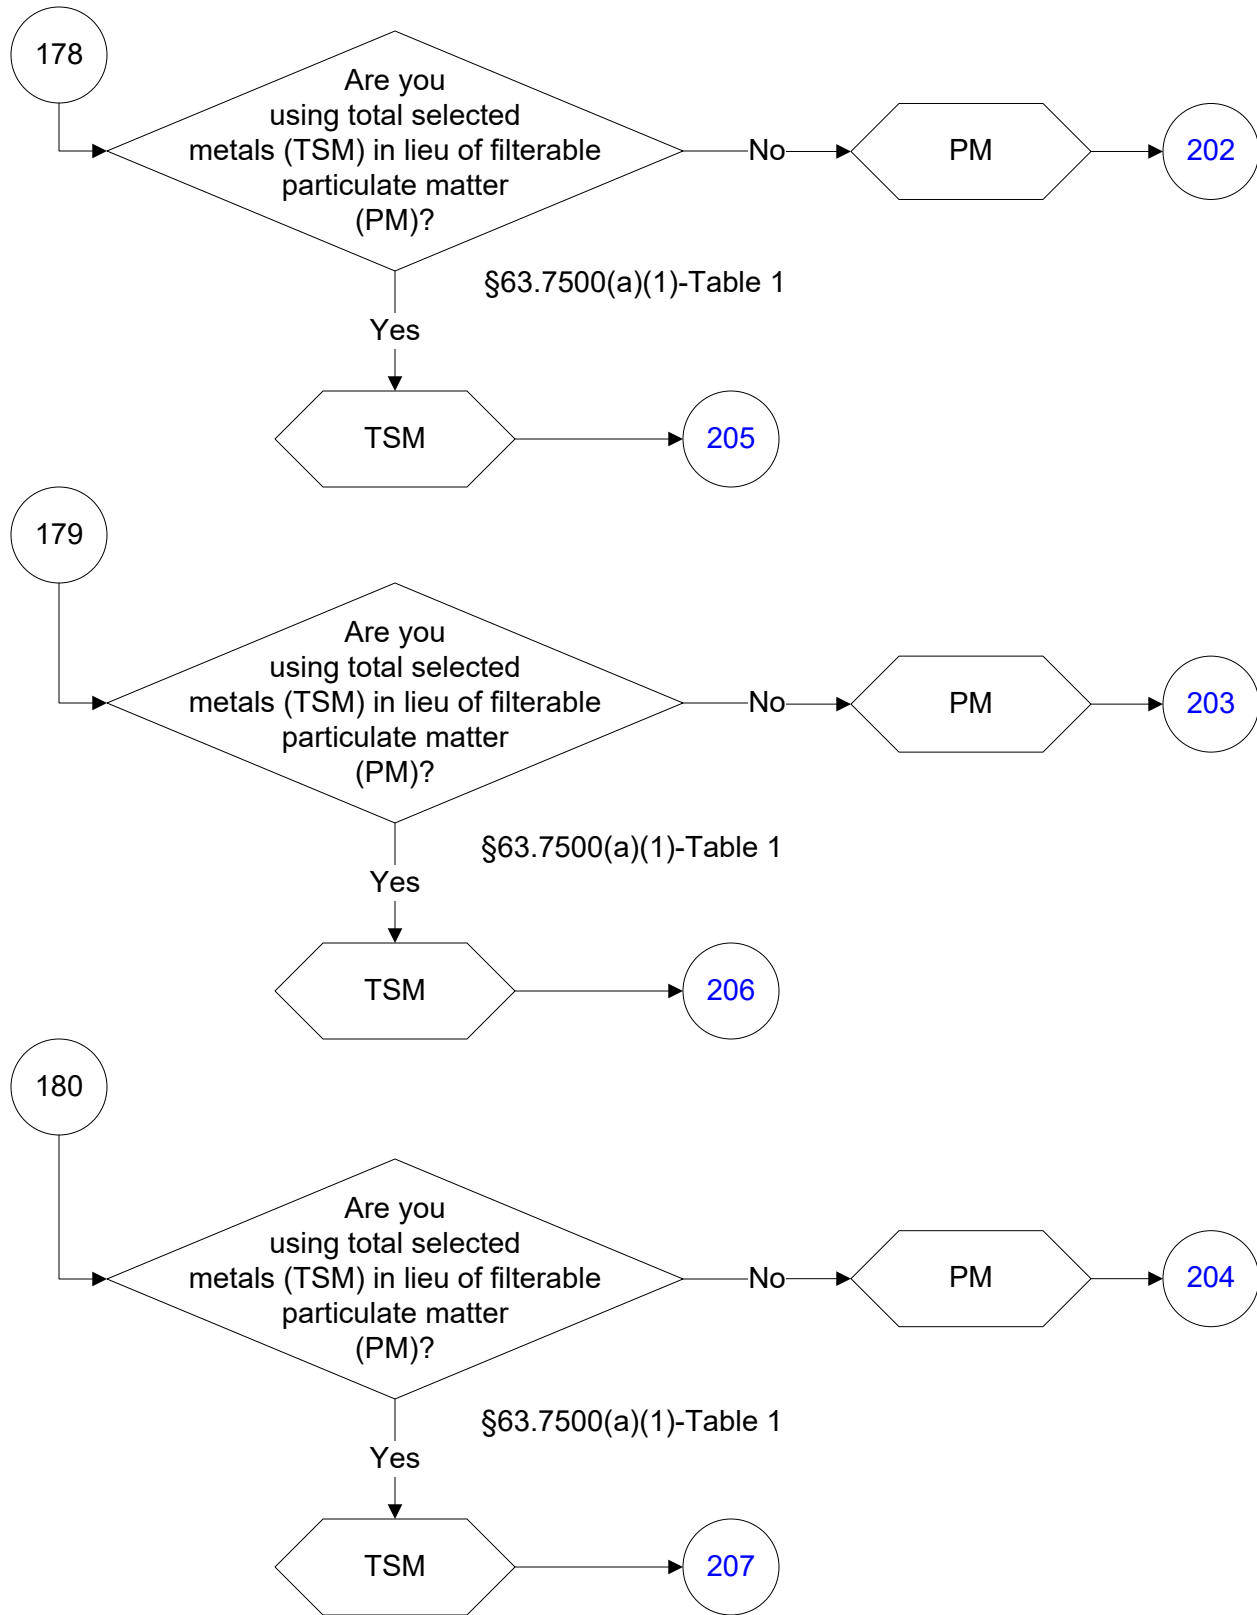 178
Are you
using total selected
metals (TSM) in lieu of filterable
particulate matter
(PM)?
No
PM
202
§63.7500(a)(1)-Table 1
Yes
TSM
205
179
Are you
using total selected
metals (TSM) in lieu of filterable
particulate matter
(PM)?
No
PM
203
§63.7500(a)(1)-Table 1
Yes
TSM
206
180
Are you
using total selected
metals (TSM) in lieu of filterable
particulate matter
(PM)?
No
PM
204
§63.7500(a)(1)-Table 1
Yes
TSM
207